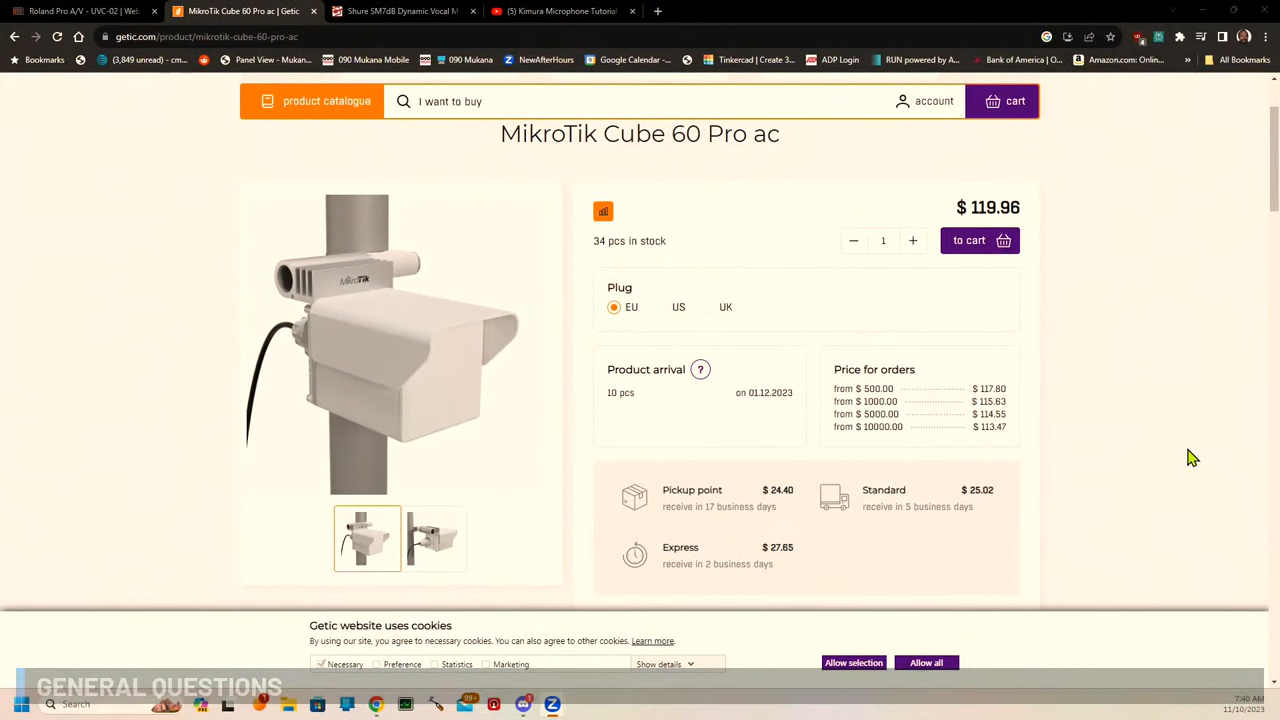 Roland Pro A/V - UVC-02 | Web
MikroTik Cube 60 Pro ac | Getic
Shure SM7dB Dynamic Vocal M
(5) Kimura Microphone Tutorial
getic.com/product/mikrotik-cube-60-pro-ac
Bookmarks
(3,849 unread) - cm...
Panel View - Mukan...
090 Mukana Mobile
090 Mukana
NewAfterHours
Google Calendar -...
Tinkercad | Create 3...
ADP Login
RUN powered by A...
Bank of America | O...
Amazon.com: Onlin...
All Bookmarks
product catalogue
I want to buy
account
cart
MikroTik Cube 60 Pro ac
MikroTik
$ 119.96
34 pcs in stock
1
to cart
Plug
EU
US
UK
Product arrival ?
10 pcs on 01.12.2023
Price for orders
from $ 500.00 $ 117.80
from $ 1000.00 $ 115.63
from $ 5000.00 $ 114.55
from $ 10000.00 $ 113.47
Pickup point $ 24.40
receive in 17 business days
Standard $ 25.02
receive in 5 business days
Express $ 27.65
receive in 2 business days
Getic website uses cookies
By using our site, you agree to necessary cookies. You can also agree to other cookies. Learn more.
Necessary
Preference
Statistics
Marketing
Show details
Allow selection
Allow all
GENERAL QUESTIONS
Search
99+
7:40 AM
11/10/2023